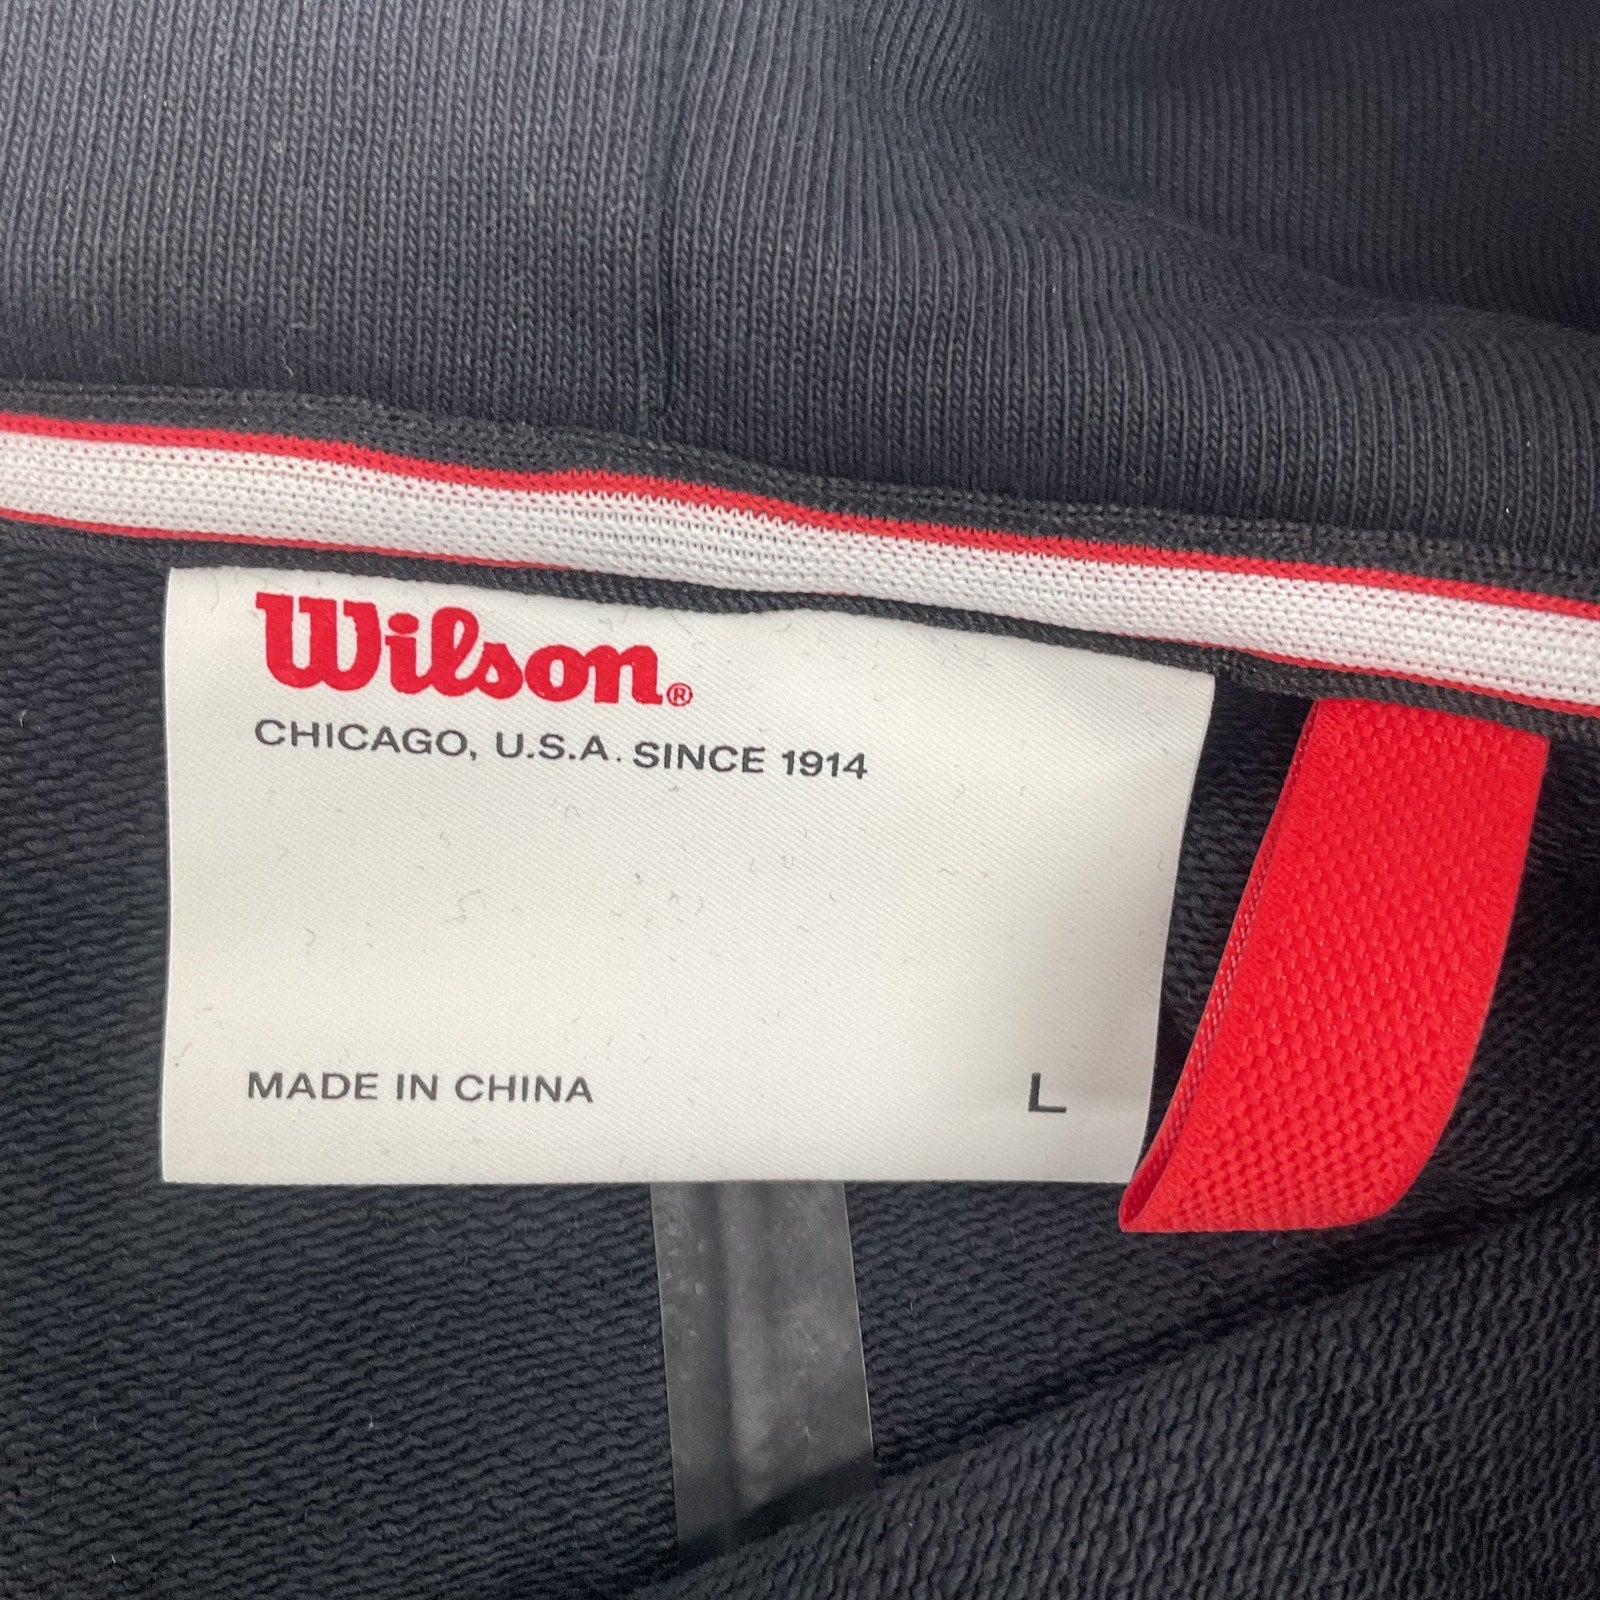 Wilson®
CHICAGO, U.S.A. SINCE 1914
MADE IN CHINA L